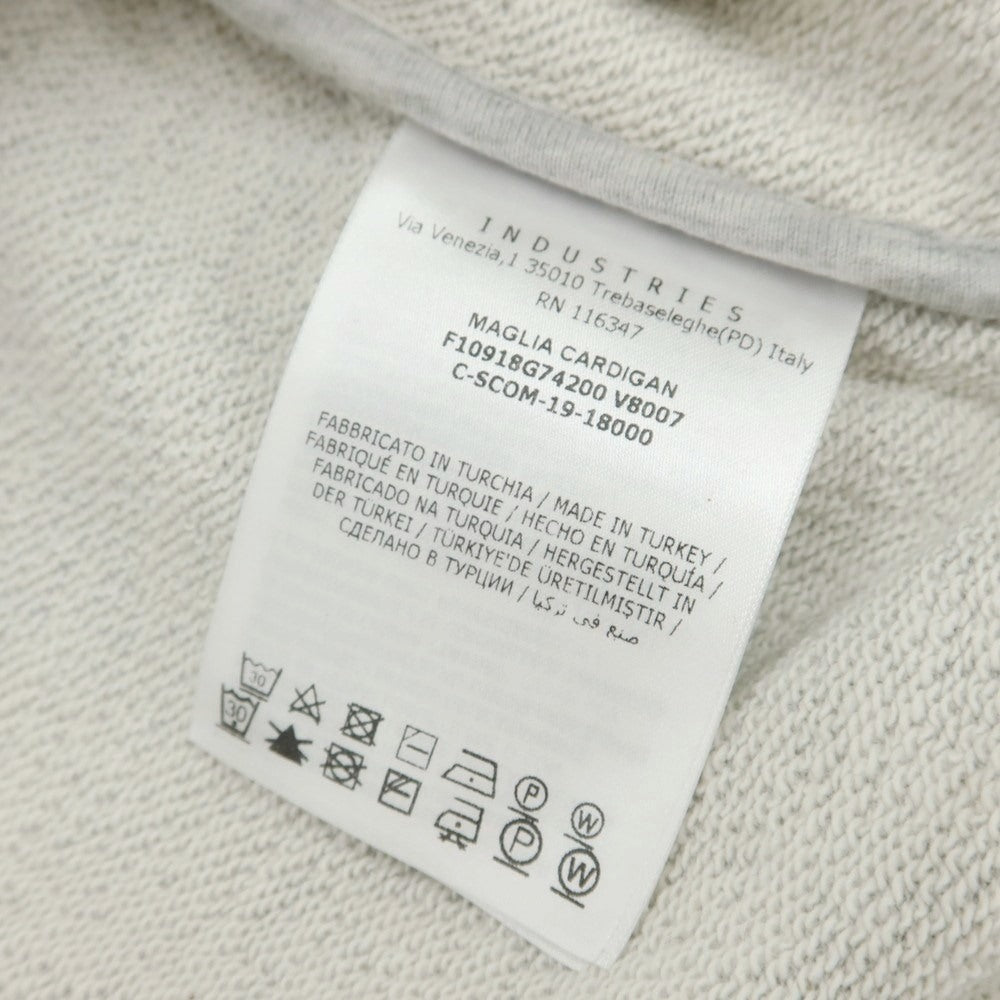 INDUSTRIES
Via Venezia,1 35010 Trebaseleghe(PD) Italy
RN 116347
MAGLIA CARDIGAN
F10918G74200 V8007
C-SCOM-19-18000
FABBRICATO IN TURCHIA / MADE IN TURKEY /
FABRIQUÉ EN TURQUIE / HECHO EN TURQUÍA /
FABRICADO NA TURQUIA / HERGESTELLT IN
DER TÜRKEI / TÜRKIYE'DE ÜRETILMIŞTIR /
СДЕЛАНО В ТУРЦИИ / صنع في تركيا
30 P W
30 P W